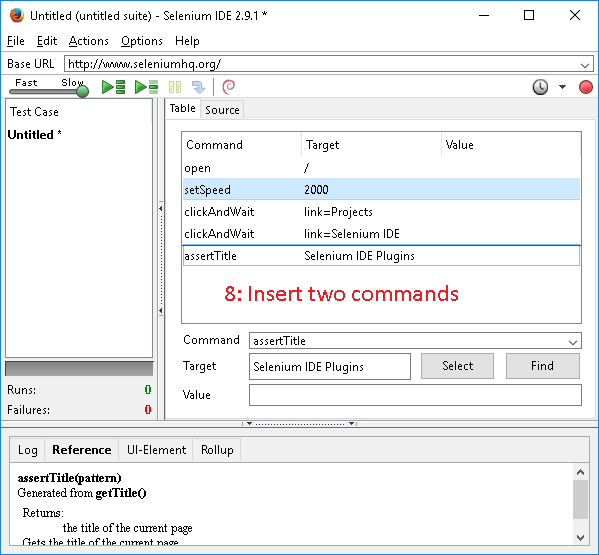 Untitled (untitled suite) - Selenium IDE 2.9.1 *
File Edit Actions Options Help
Base URL http://www.seleniumhq.org/
Fast Slow
Table Source
Test Case
Untitled *
Command Target Value
open /
setSpeed 2000
clickAndWait link=Projects
clickAndWait link=Selenium IDE
assertTitle Selenium IDE Plugins
8: Insert two commands
Command assertTitle
Target Selenium IDE Plugins Select Find
Value
Runs: 0
Failures: 0
Log Reference UI-Element Rollup
assertTitle(pattern)
Generated from getTitle()
Returns:
the title of the current page
Gets the title of the current page